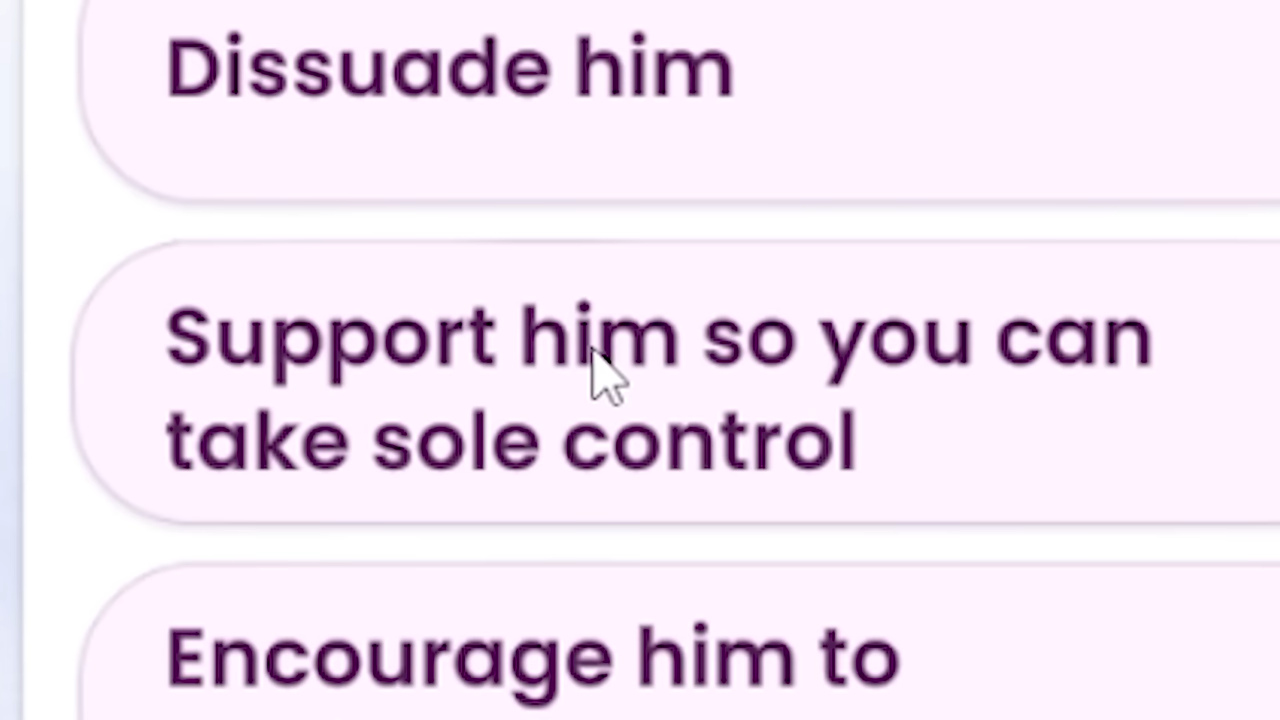 Dissuade him
Support him so you can
take sole control
Encourage him to